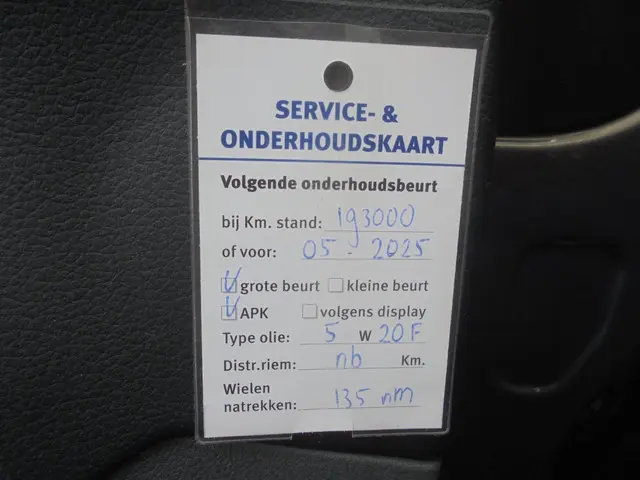 SERVICE- &
ONDERHOUDSKAART
Volgende onderhoudsbeurt
bij Km. stand: 193000
of voor: 05 - 2025
grote beurt kleine beurt
APK volgens display
Type olie: 5 W 20F
Distr.riem: nb Km.
Wielen
natrekken: 135 nm